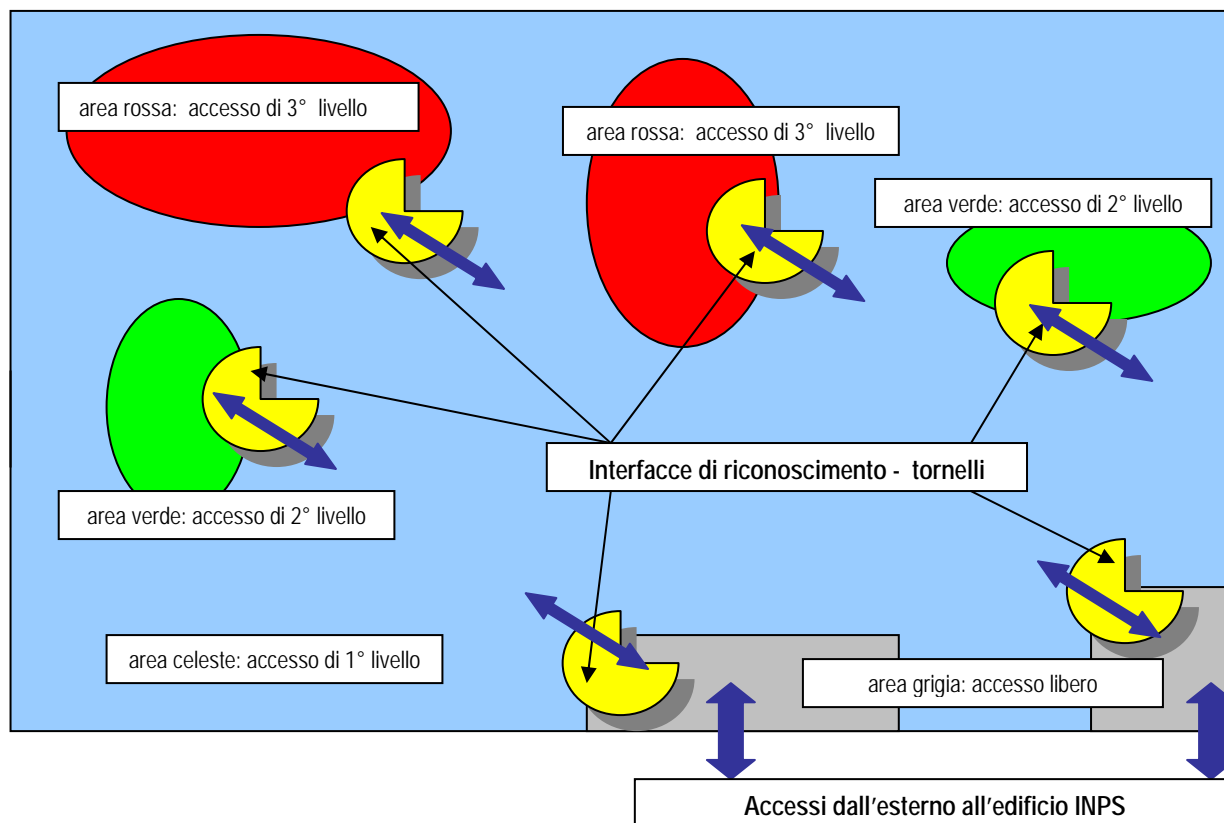 area rossa: accesso di 3° livello
area rossa: accesso di 3° livello
area verde: accesso di 2° livello
Interfacce di riconoscimento - tornelli
area verde: accesso di 2° livello
area celeste: accesso di 1° livello
area grigia: accesso libero
Accessi dall'esterno all'edificio INPS